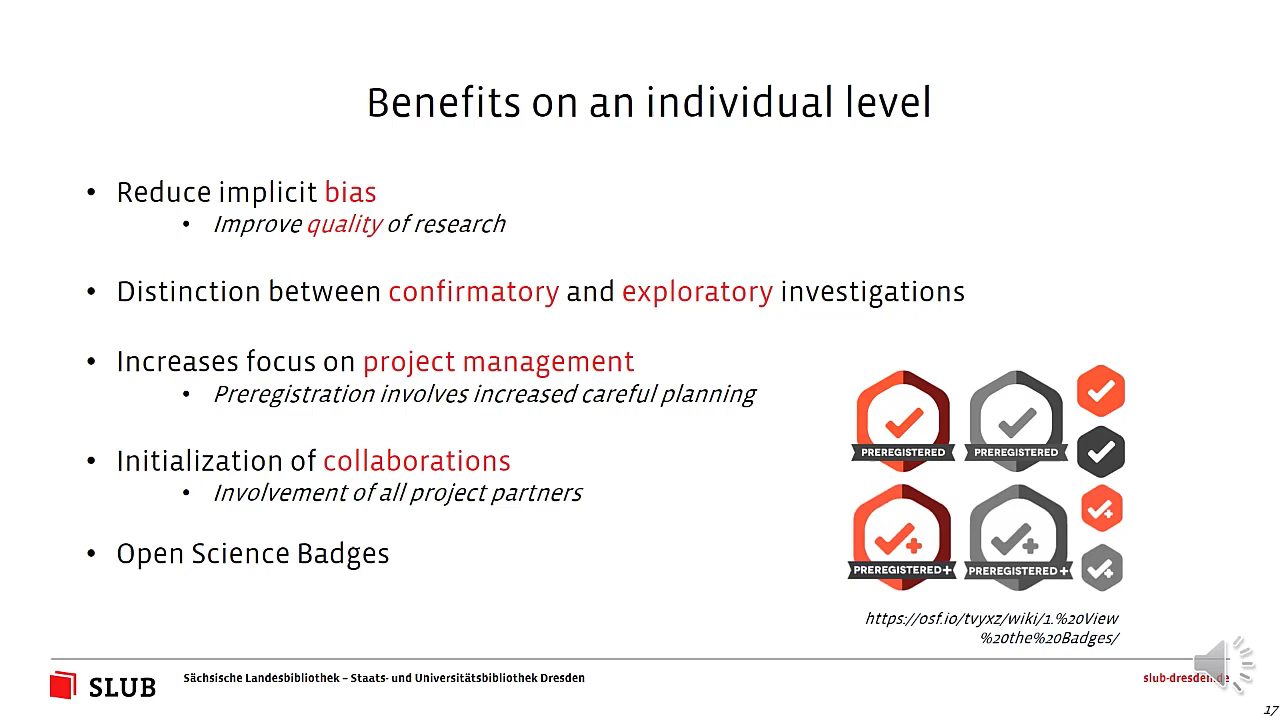 Benefits on an individual level
• Reduce implicit bias
• Improve quality of research
• Distinction between confirmatory and exploratory investigations
• Increases focus on project management
• Preregistration involves increased careful planning
• Initialization of collaborations
• Involvement of all project partners
• Open Science Badges
PREREGISTERED
PREREGISTERED
PREREGISTERED+
PREREGISTERED+
https://osf.io/tvyxz/wiki/1.%20View
%20the%20Badges/
SLUB
Sächsische Landesbibliothek – Staats- und Universitätsbibliothek Dresden
slub-dresden.de
17